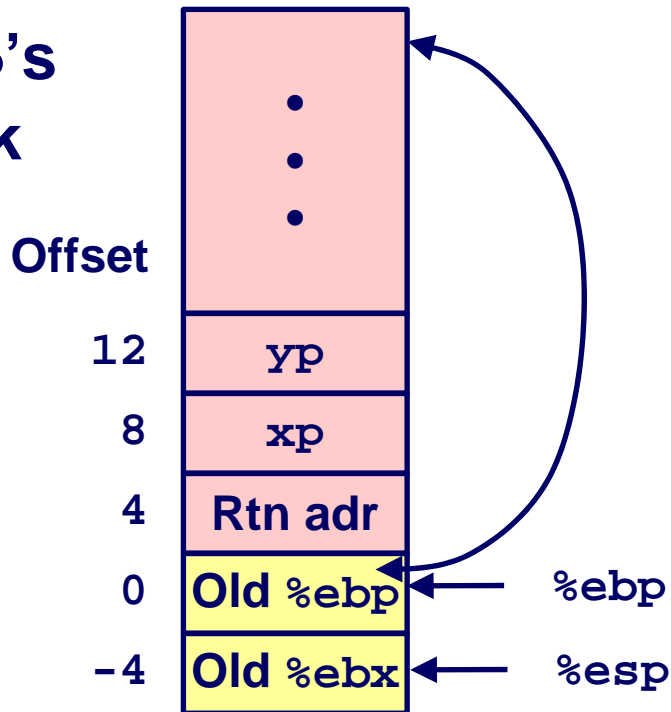 ’s
k
Offset
12 yp
8 xp
4 Rtn adr
0 Old %ebp %ebp
-4 Old %ebx %esp